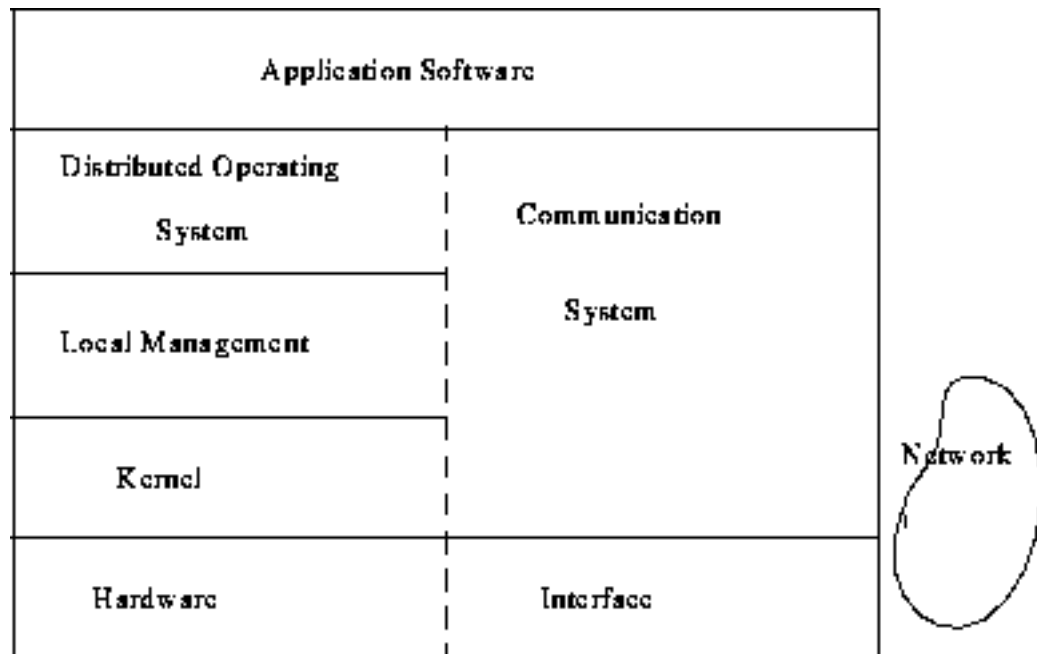 Application Software
Distributed Operating
System
Communication
System
Local Management
Network
Kernel
Hardware
Interface